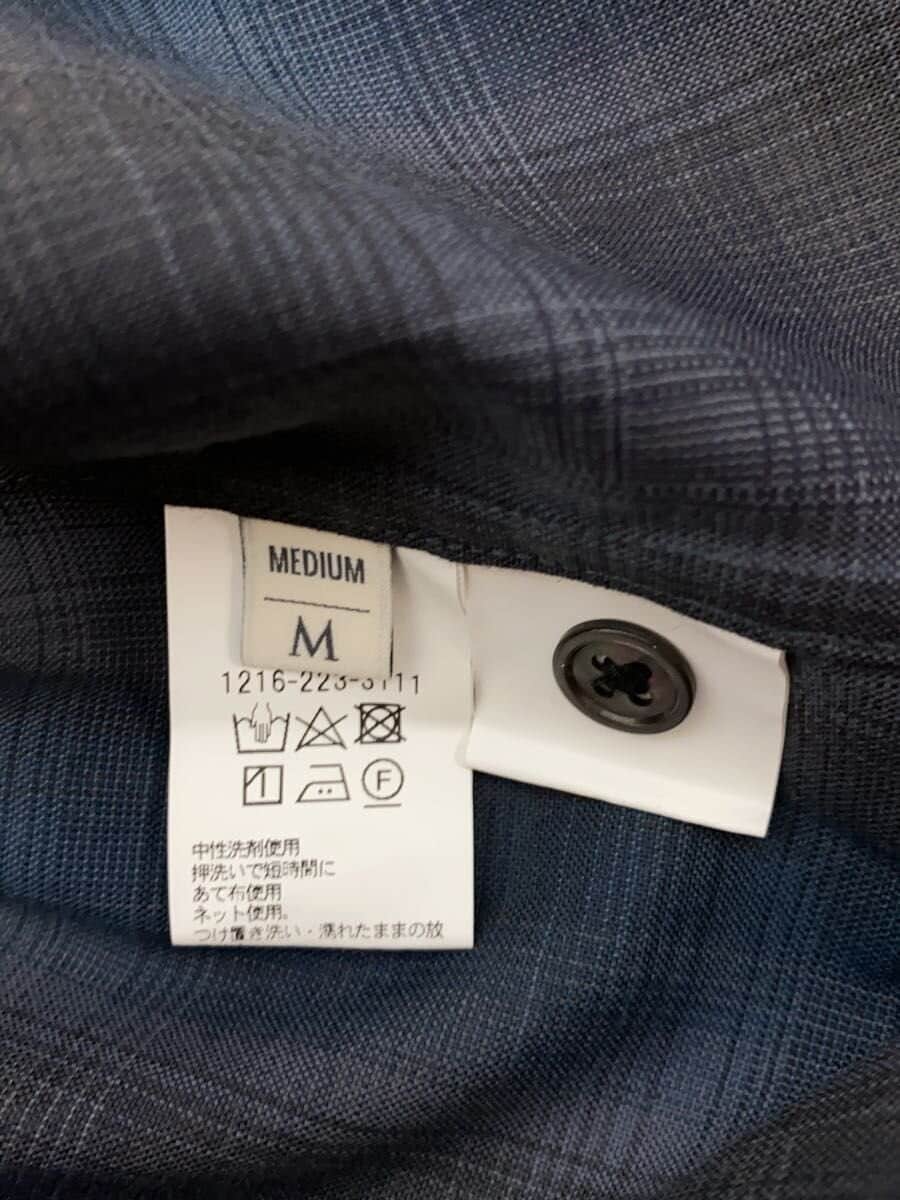 MEDIUM
M
1216-223-3111
F
中性洗剤使用
押洗いで短時間に
あて布使用
ネット使用。
つけ置き洗い・濡れたままの放